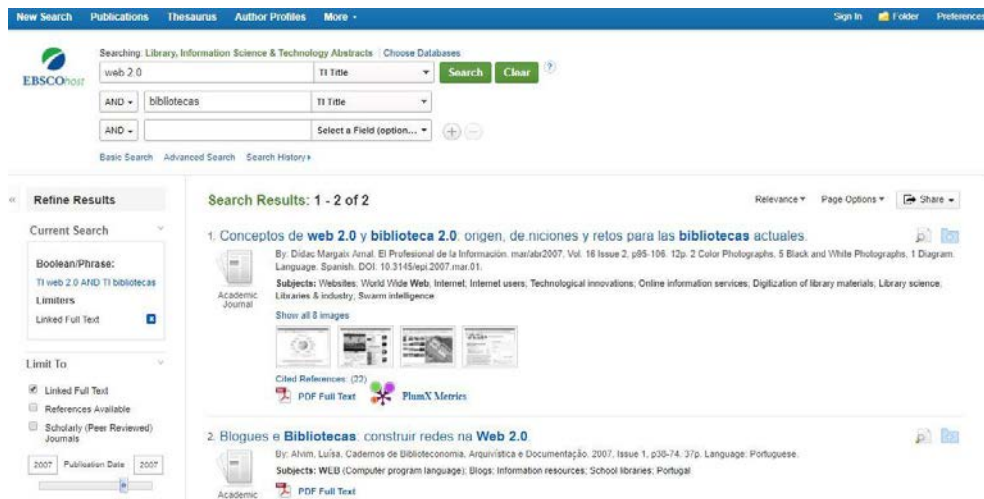 New Search Publications Thesaurus Author Profiles More
Sign In Folder Preferences
Searching: Library, Information Science & Technology Abstracts Choose Databases
EBSCOhost
web 2.0 TI Title Search Clear ?
AND bibliotecas TI Title
AND Select a Field (option...
Basic Search Advanced Search Search History
« Refine Results
Search Results: 1 - 2 of 2
Relevance Page Options Share
Current Search
Boolean/Phrase:
TI web 2.0 AND TI bibliotecas
Limiters
Linked Full Text
Limit To
Linked Full Text
References Available
Scholarly (Peer Reviewed) Journals
2007 Publication Date 2007
1. Conceptos de web 2.0 y biblioteca 2.0: origen, de.niciones y retos para las bibliotecas actuales.
By: Dídac Margaix Arnal. El Profesional de la Información. mar/abr2007, Vol. 16 Issue 2, p95-106. 12p. 2 Color Photographs, 5 Black and White Photographs, 1 Diagram.
Language: Spanish. DOI: 10.3145/epi.2007.mar.01.
Subjects: Websites; World Wide Web; Internet; Internet users; Technological innovations; Online information services; Digitization of library materials; Library science;
Libraries & industry; Swarm intelligence
Academic Journal
Show all 8 images
Cited References: (22)
PDF Full Text PlumX Metrics
2. Blogues e Bibliotecas: construir redes na Web 2.0.
By: Alvim, Luísa. Cadernos de Biblioteconomia, Arquivística e Documentação. 2007, Issue 1, p38-74. 37p. Language: Portuguese.
Subjects: WEB (Computer program language); Blogs; Information resources; School libraries; Portugal
Academic
PDF Full Text